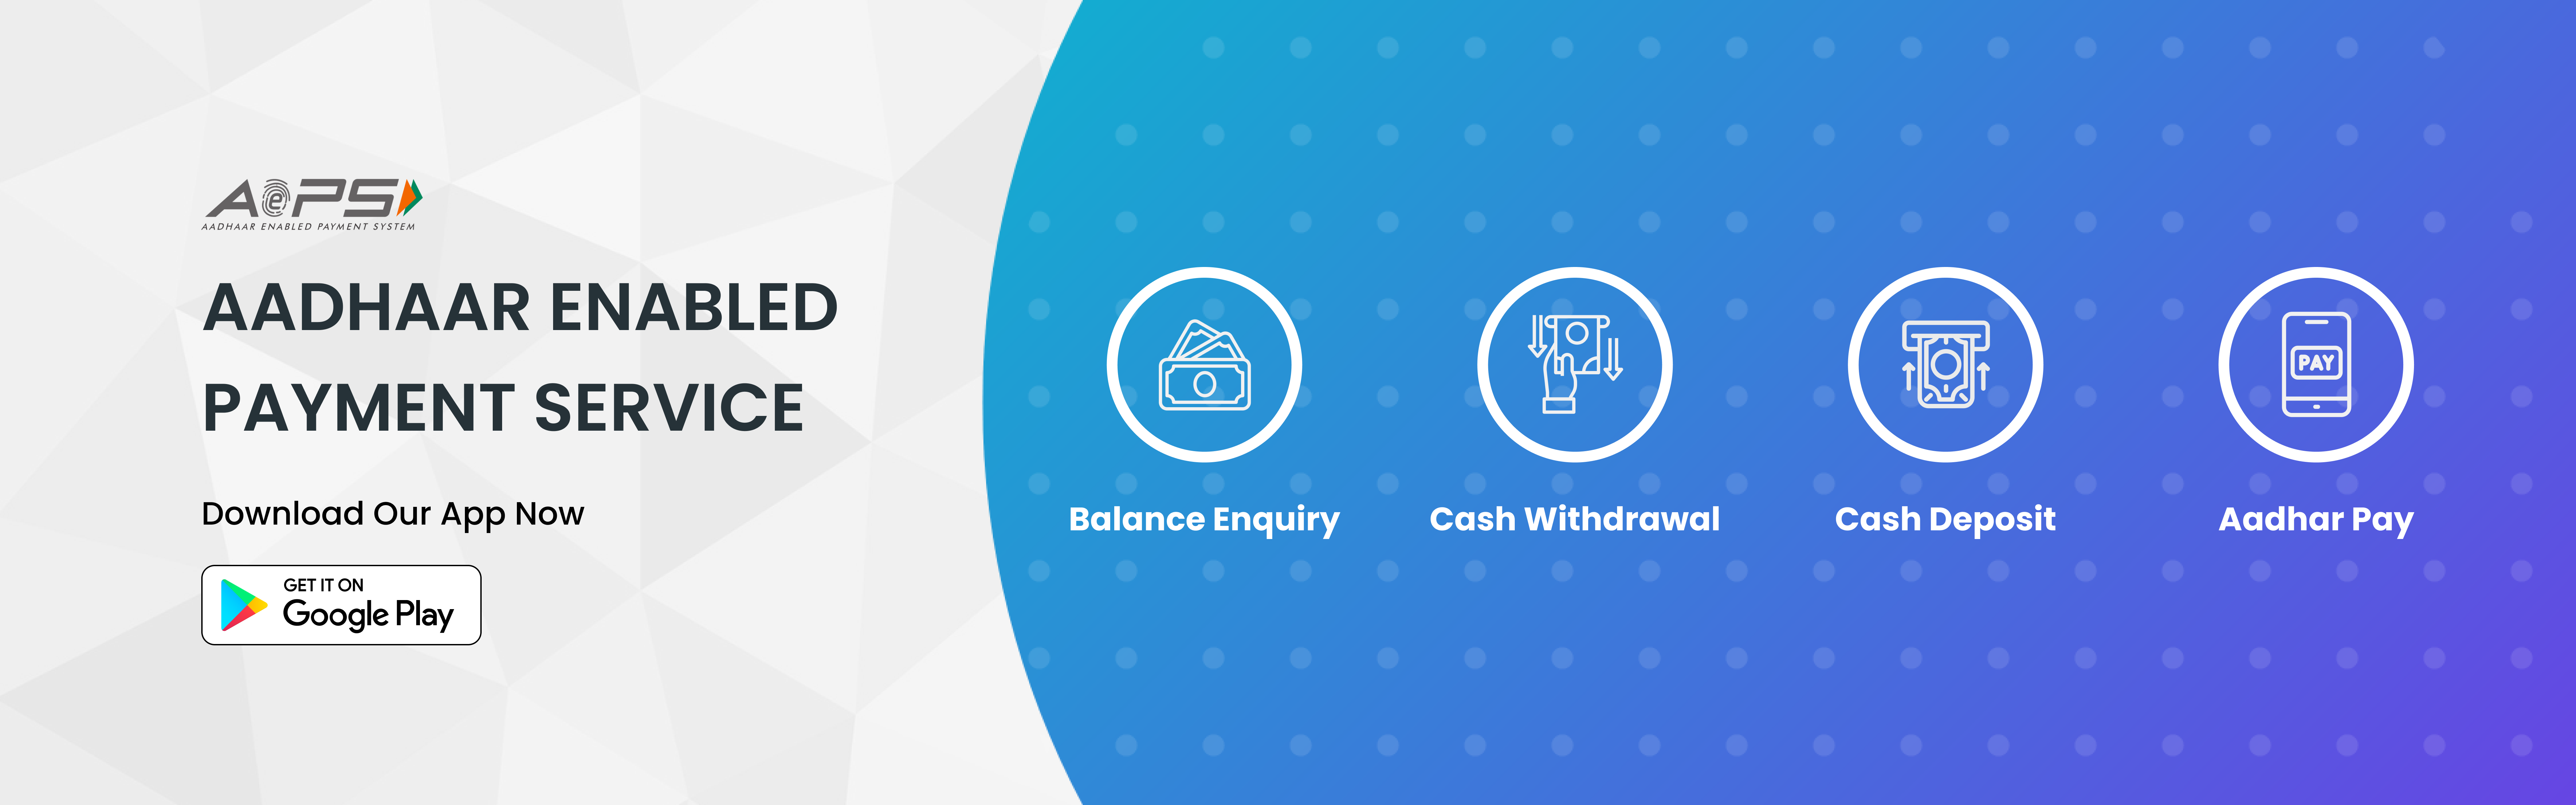 AePS
AADHAAR ENABLED PAYMENT SYSTEM
AADHAAR ENABLED
PAYMENT SERVICE
Download Our App Now
GET IT ON
Google Play
Balance Enquiry
Cash Withdrawal
Cash Deposit
PAY
Aadhar Pay